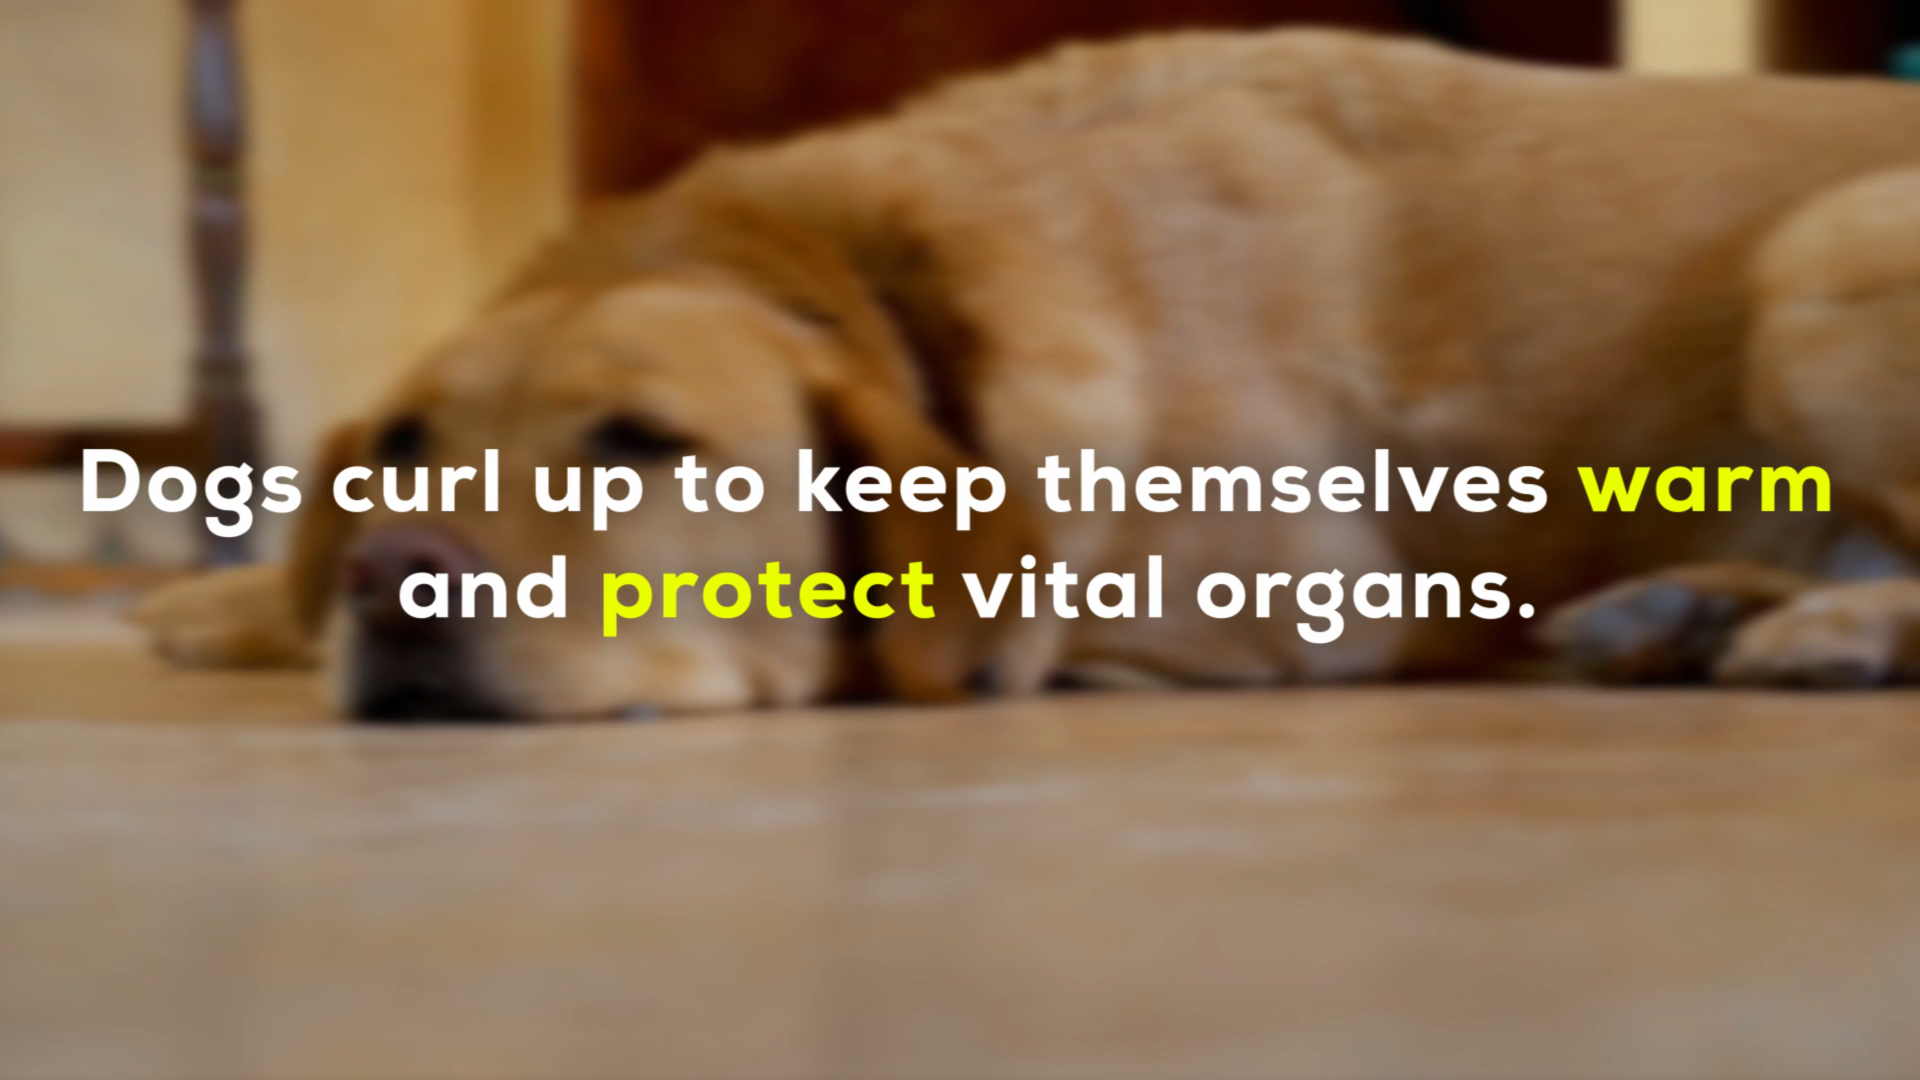 Dogs curl up to keep themselves warm
and protect vital organs.